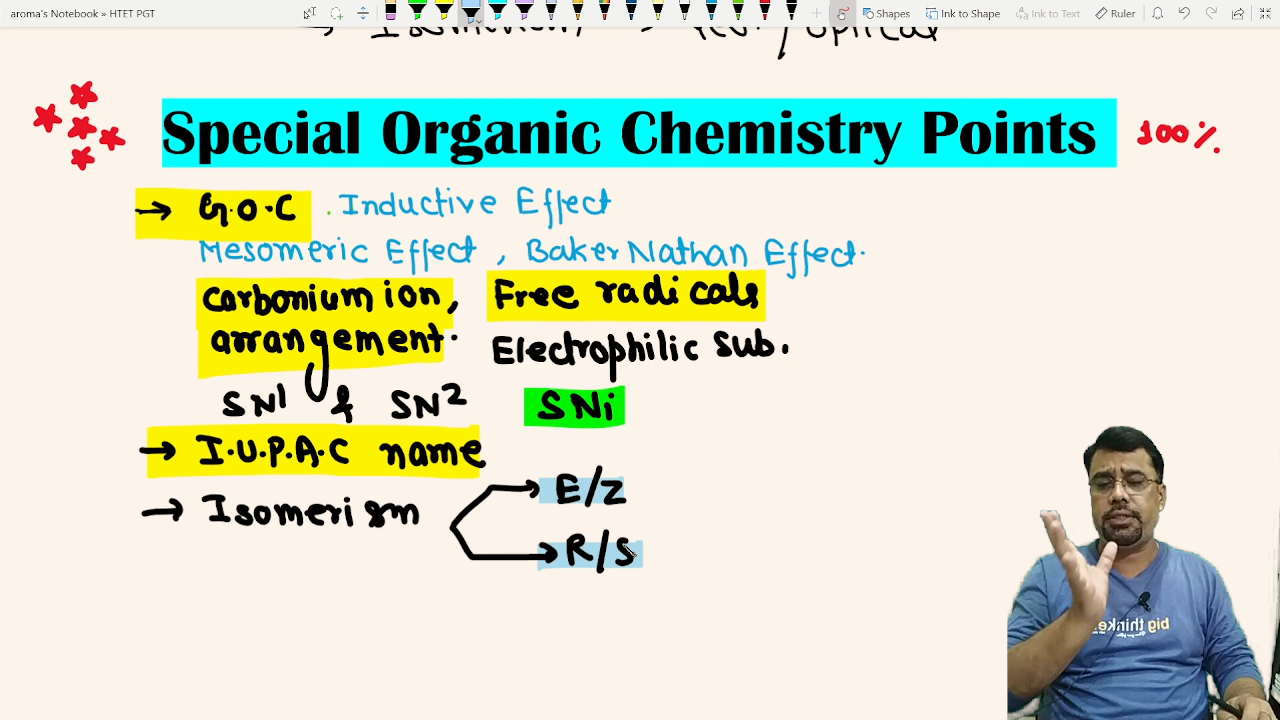 aroma's Notebook » HTET PGT
Shapes Ink to Shape Ink to Text Ruler
Special Organic Chemistry Points 100%
→ G.O.C . Inductive Effect
Mesomeric Effect , Baker Nathan Effect.
Carbonium ion, Free radicals
arrangement. Electrophilic Sub.
SN1 & SN2 SNi
→ I.U.P.A.C name
→ Isomerism → E/Z
→ R/S
big thinker